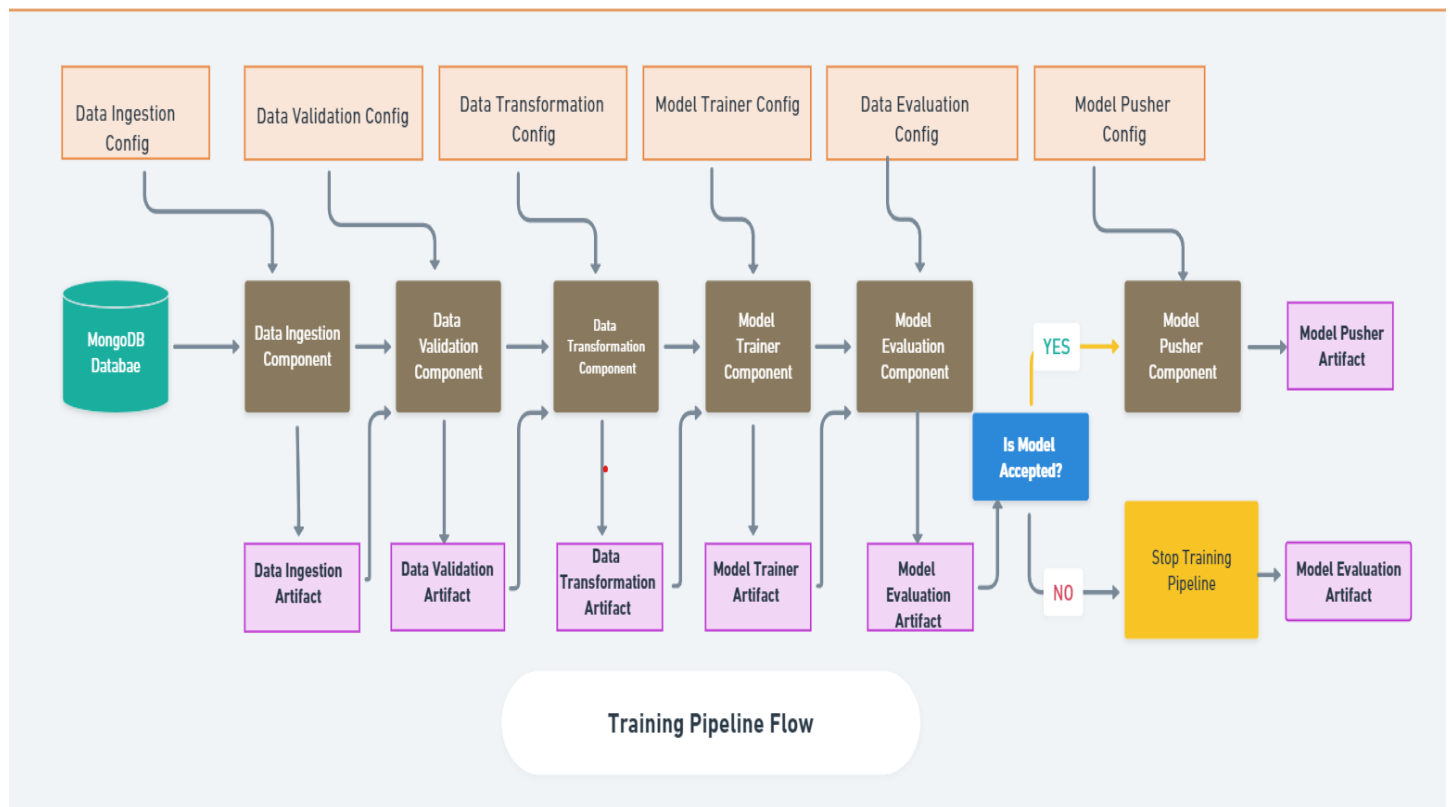 Data Ingestion
Config
Data Validation Config
Data Transformation
Config
Model Trainer Config
Data Evaluation
Config
Model Pusher
Config
MongoDB
Databae
Data Ingestion
Component
Data
Validation
Component
Data
Transformation
Component
Model
Trainer
Component
Model
Evaluation
Component
YES
Model
Pusher
Component
Model Pusher
Artifact
Is Model
Accepted?
Data Ingestion
Artifact
Data Validation
Artifact
Data
Transformation
Artifact
Model Trainer
Artifact
Model
Evaluation
Artifact
NO
Stop Training
Pipeline
Model Evaluation
Artifact
Training Pipeline Flow